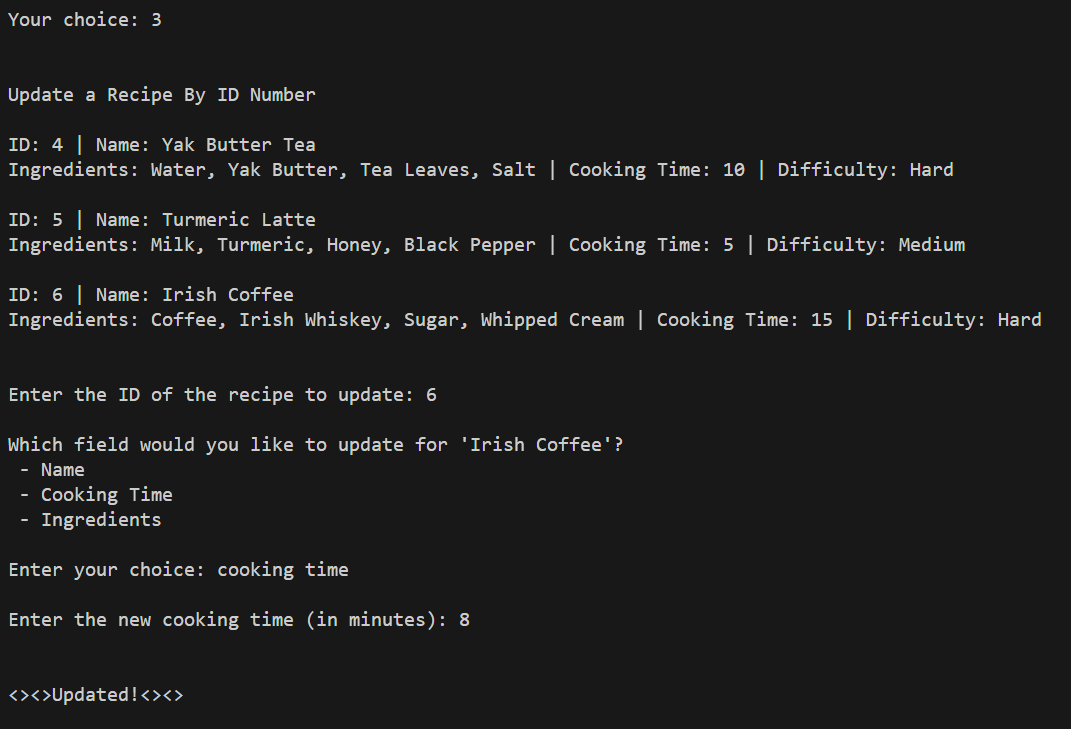 Your choice: 3
Update a Recipe By ID Number
ID: 4 | Name: Yak Butter Tea
Ingredients: Water, Yak Butter, Tea Leaves, Salt | Cooking Time: 10 | Difficulty: Hard
ID: 5 | Name: Turmeric Latte
Ingredients: Milk, Turmeric, Honey, Black Pepper | Cooking Time: 5 | Difficulty: Medium
ID: 6 | Name: Irish Coffee
Ingredients: Coffee, Irish Whiskey, Sugar, Whipped Cream | Cooking Time: 15 | Difficulty: Hard
Enter the ID of the recipe to update: 6
Which field would you like to update for 'Irish Coffee'?
 - Name
 - Cooking Time
 - Ingredients
Enter your choice: cooking time
Enter the new cooking time (in minutes): 8
<><>Updated!<><>